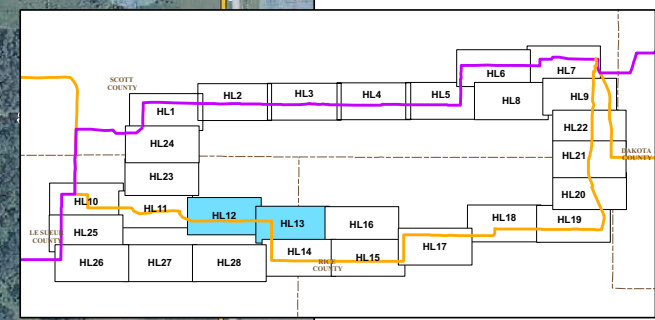 SCOTT
COUNTY
HL1
HL2
HL3
HL4
HL5
HL6
HL7
HL8
HL9
HL22
HL21
DAKOTA
COUNTY
HL20
HL19
HL24
HL23
HL10
HL11
HL12
HL13
HL16
HL18
HL17
LE SUEUR
COUNTY
HL25
HL26
HL27
HL28
HL14
RICE
COUNTY
HL15